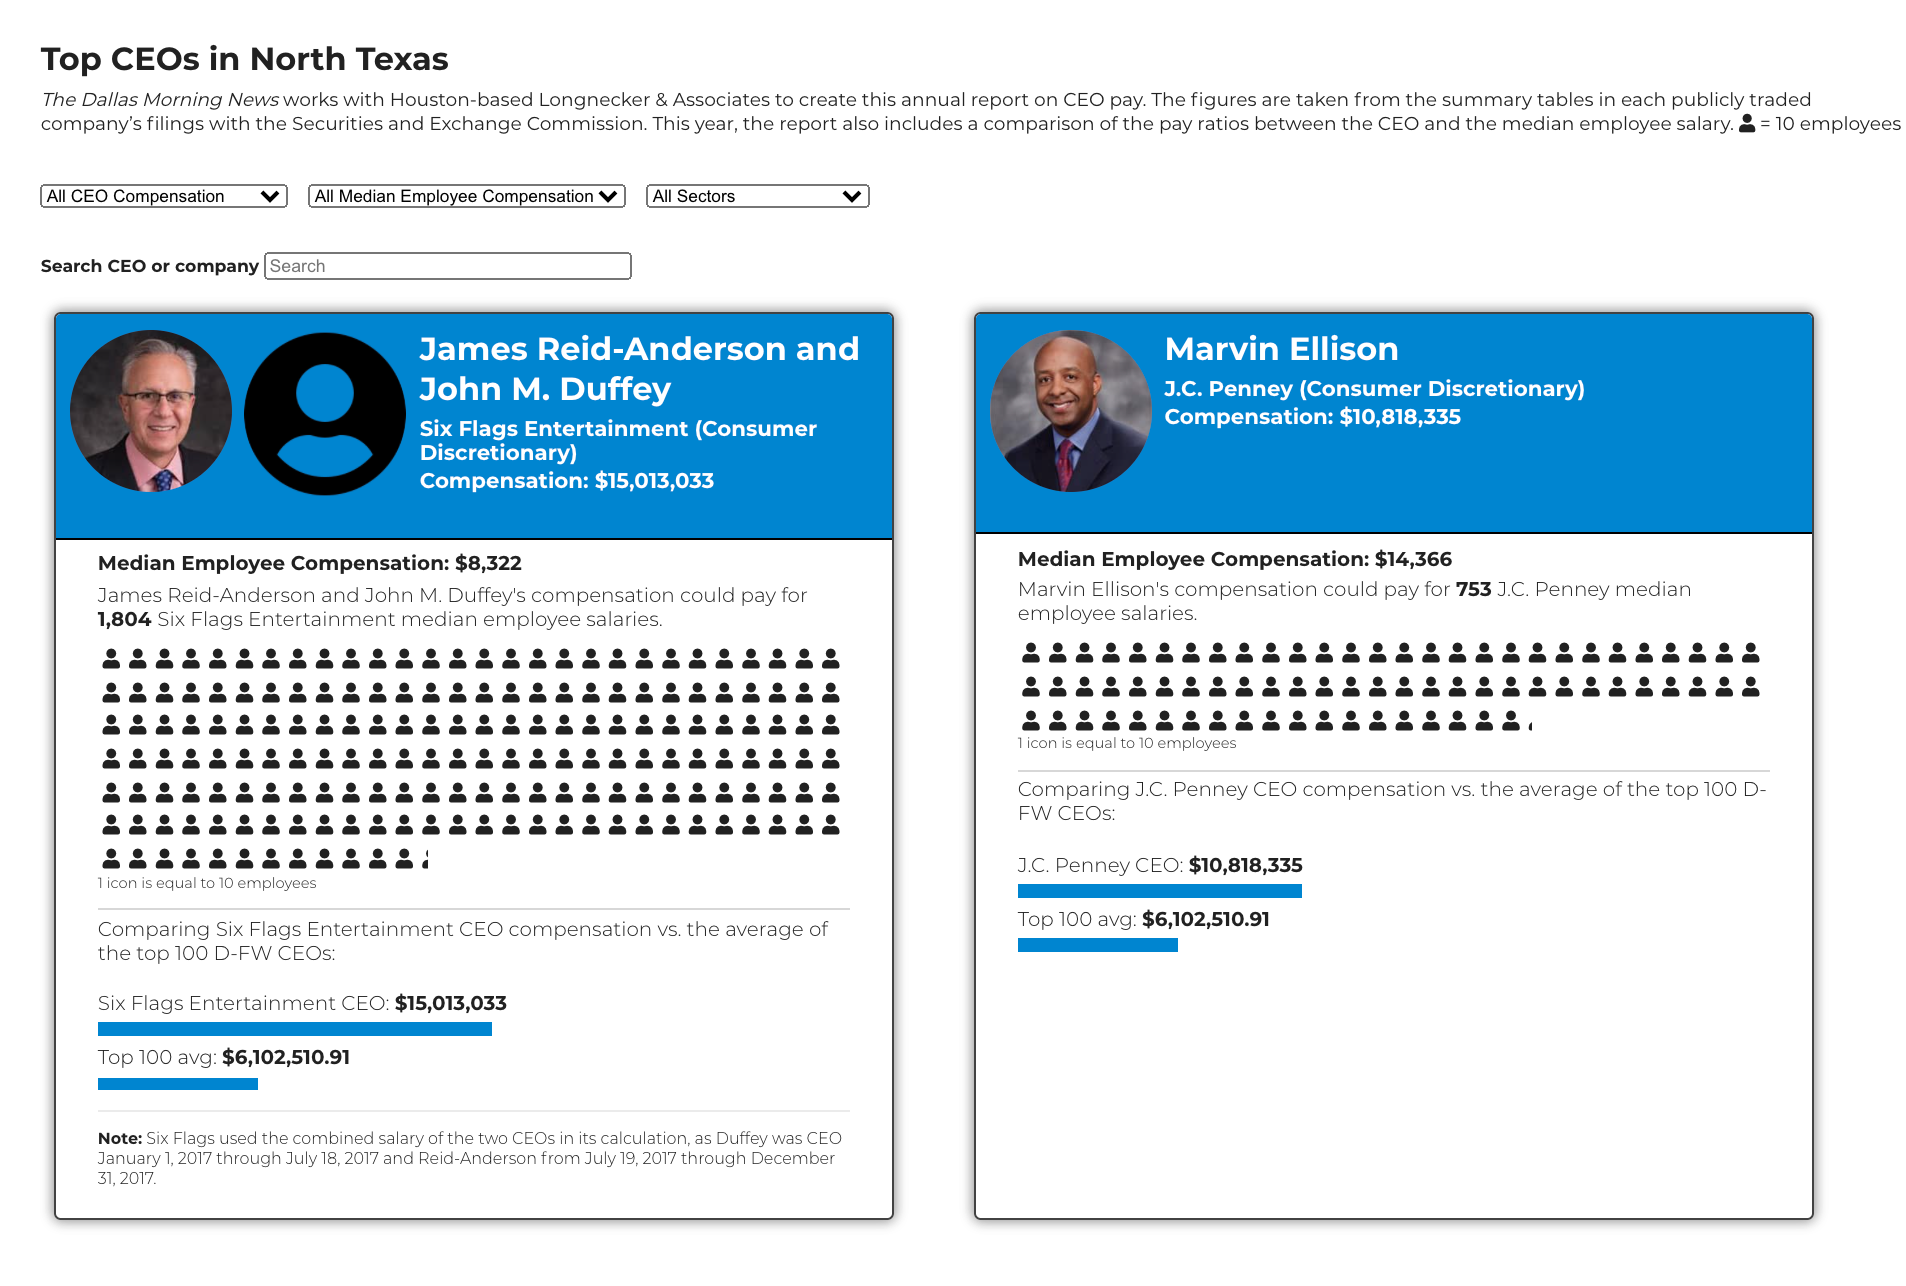 Top CEOs in North Texas
The Dallas Morning News works with Houston-based Longnecker & Associates to create this annual report on CEO pay. The figures are taken from the summary tables in each publicly traded
company’s filings with the Securities and Exchange Commission. This year, the report also includes a comparison of the pay ratios between the CEO and the median employee salary. = 10 employees
All CEO Compensation
All Median Employee Compensation
All Sectors
Search CEO or company
Search
James Reid-Anderson and
John M. Duffey
Six Flags Entertainment (Consumer
Discretionary)
Compensation: $15,013,033
Median Employee Compensation: $8,322
James Reid-Anderson and John M. Duffey's compensation could pay for
1,804 Six Flags Entertainment median employee salaries.
1 icon is equal to 10 employees
Comparing Six Flags Entertainment CEO compensation vs. the average of
the top 100 D-FW CEOs:
Six Flags Entertainment CEO: $15,013,033
Top 100 avg: $6,102,510.91
Note: Six Flags used the combined salary of the two CEOs in its calculation, as Duffey was CEO
January 1, 2017 through July 18, 2017 and Reid-Anderson from July 19, 2017 through December
31, 2017.
Marvin Ellison
J.C. Penney (Consumer Discretionary)
Compensation: $10,818,335
Median Employee Compensation: $14,366
Marvin Ellison's compensation could pay for 753 J.C. Penney median
employee salaries.
1 icon is equal to 10 employees
Comparing J.C. Penney CEO compensation vs. the average of the top 100 D-
FW CEOs:
J.C. Penney CEO: $10,818,335
Top 100 avg: $6,102,510.91